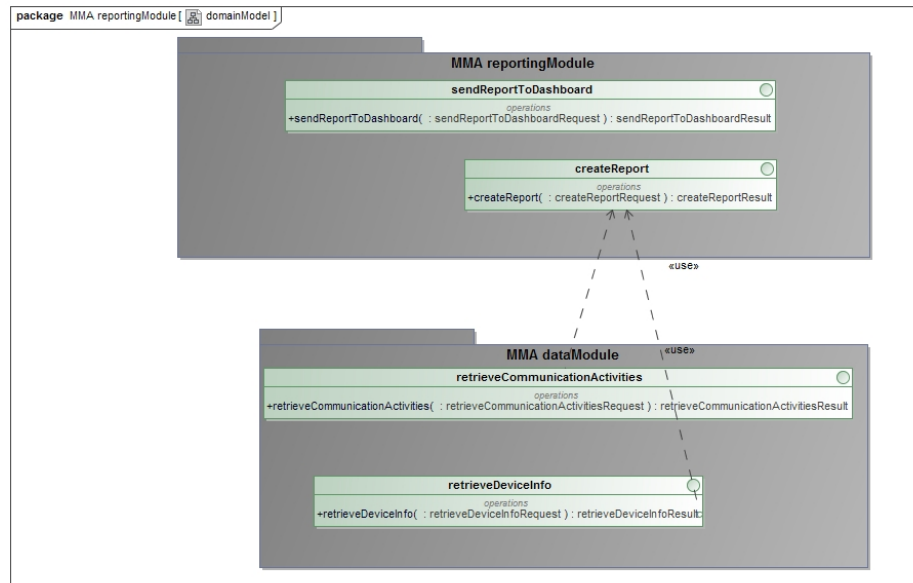 package MMA reportingModule [ domainModel ]
MMA reportingModule
sendReportToDashboard
operations
+sendReportToDashboard( : sendReportToDashboardRequest ) : sendReportToDashboardResult
createReport
operations
+createReport( : createReportRequest ) : createReportResult
«use»
«use»
MMA dataModule
retrieveCommunicationActivities
operations
+retrieveCommunicationActivities( : retrieveCommunicationActivitiesRequest ) : retrieveCommunicationActivitiesResult
retrieveDeviceInfo
operations
+retrieveDeviceInfo( : retrieveDeviceInfoRequest ) : retrieveDeviceInfoResult